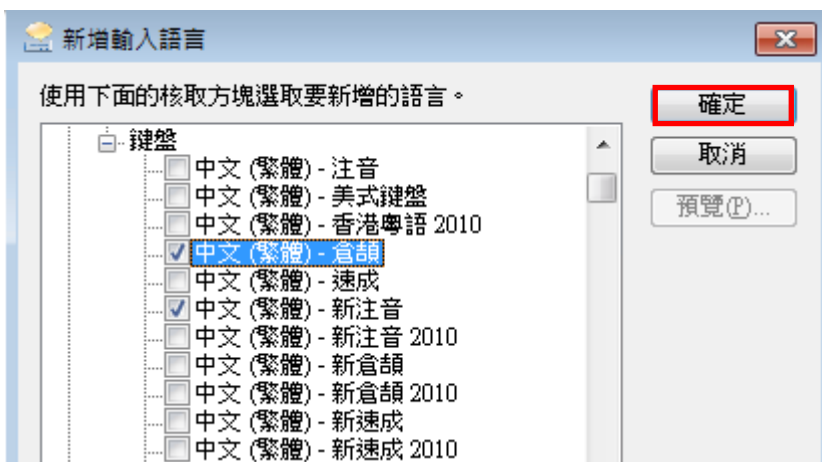 新增輸入語言
使用下面的核取方塊選取要新增的語言。
確定
取消
預覽(P)...
鍵盤
中文 (繁體) - 注音
中文 (繁體) - 美式鍵盤
中文 (繁體) - 香港粵語 2010
中文 (繁體) - 倉頡
中文 (繁體) - 速成
中文 (繁體) - 新注音
中文 (繁體) - 新注音 2010
中文 (繁體) - 新倉頡
中文 (繁體) - 新倉頡 2010
中文 (繁體) - 新速成
中文 (繁體) - 新速成 2010